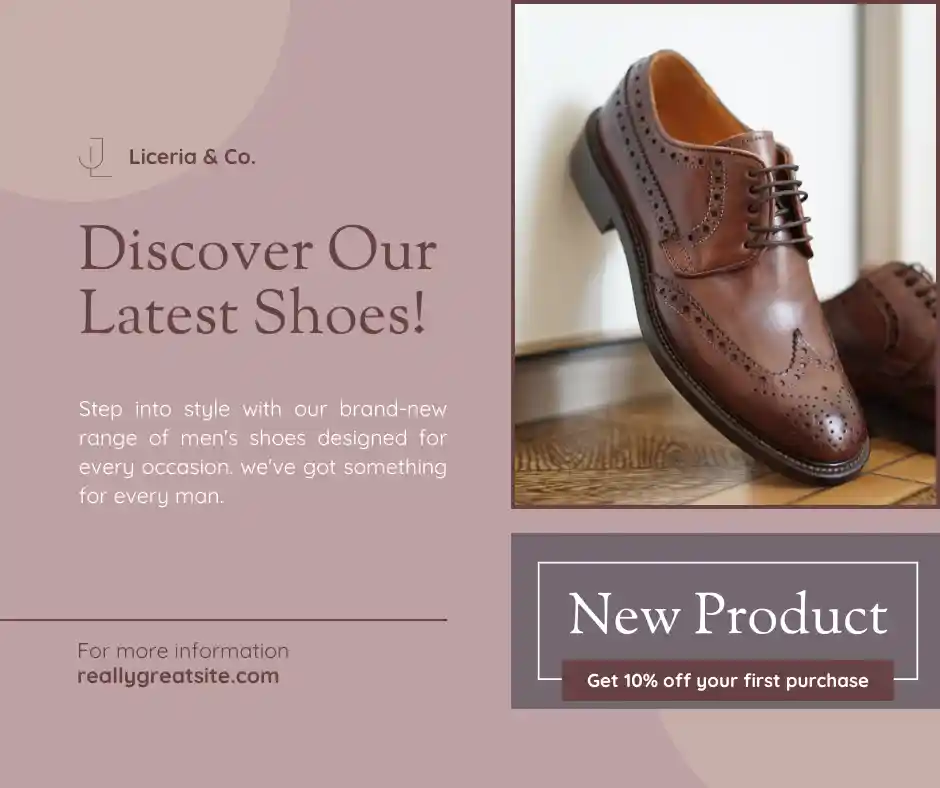 Liceria & Co.
Discover Our
Latest Shoes!
Step into style with our brand-new
range of men's shoes designed for
every occasion. we've got something
for every man.
For more information
reallygreatsite.com
New Product
Get 10% off your first purchase